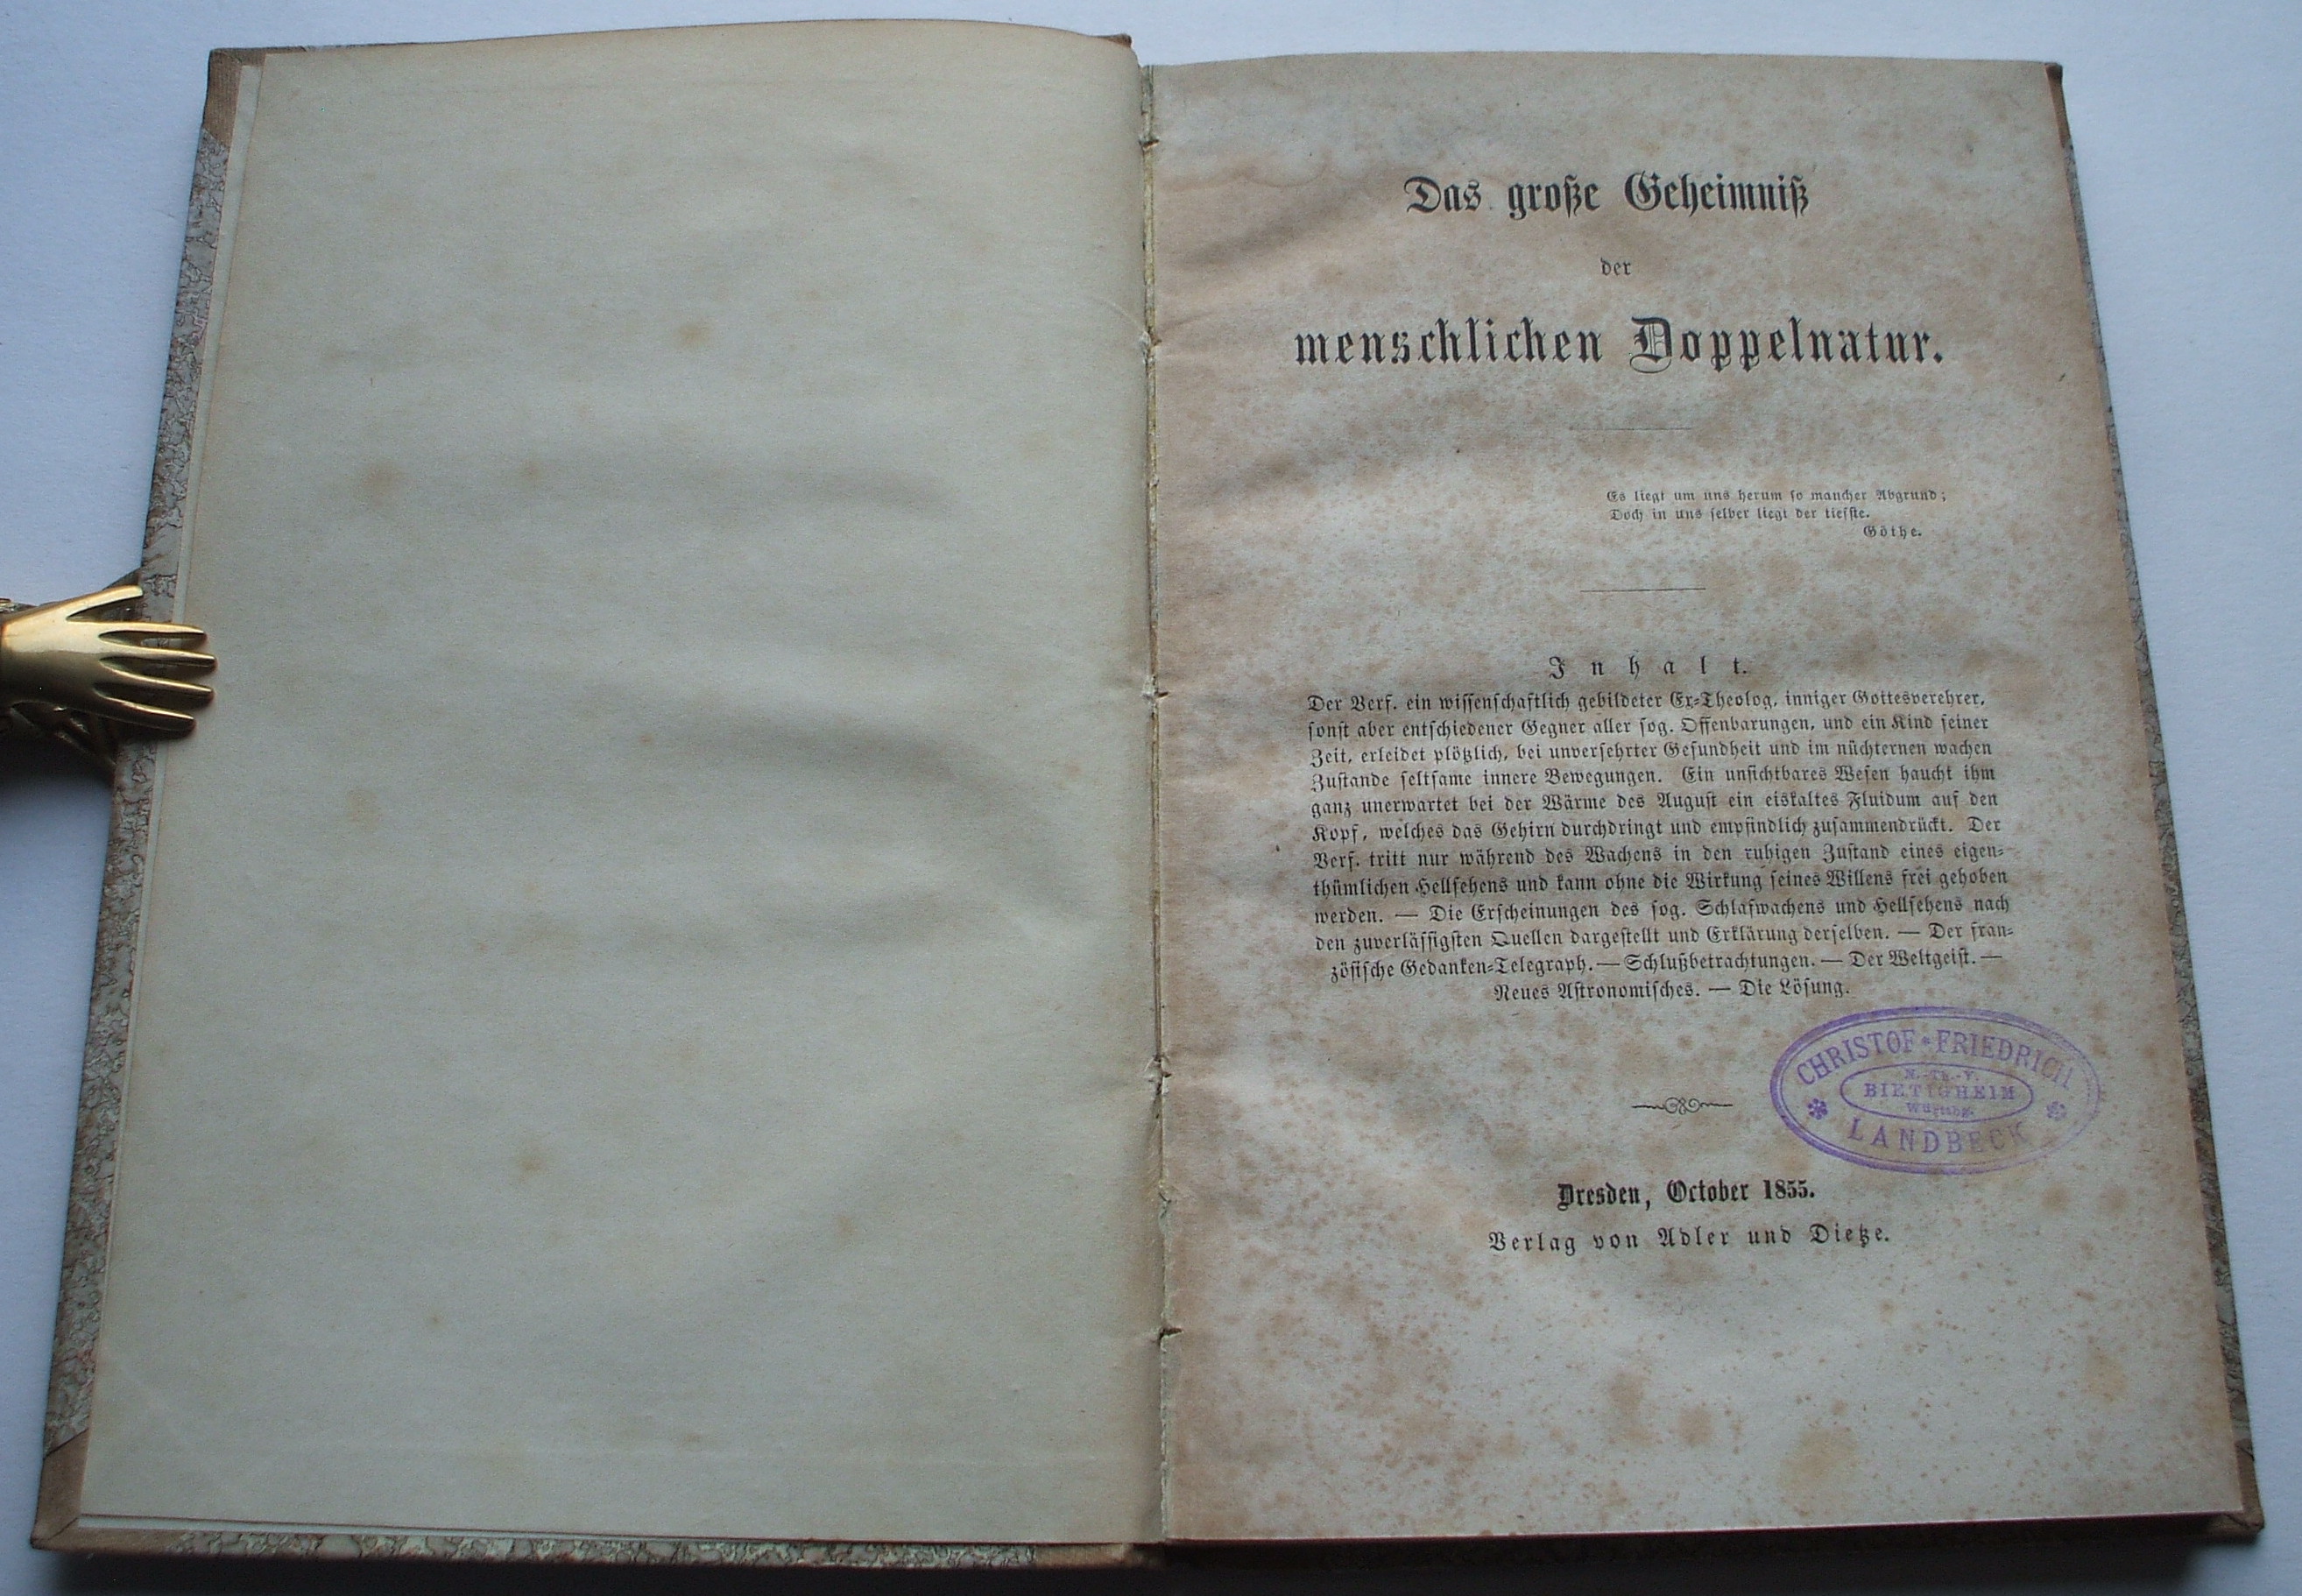 Das große Geheimniß
der
menschlichen Doppelnatur.
Es liegt um uns herum so mancher Abgrund;
Doch in uns selber liegt der tiefste.
Göthe.
Inhalt.
Der Verf. ein wissenschaftlich gebildeter Ex-Theolog, inniger Gottesverehrer,
sonst aber entschiedener Gegner aller sog. Offenbarungen, und ein Kind seiner
Zeit, erleidet plötzlich, bei unversehrter Gesundheit und im nüchternen wachen
Zustande seltsame innere Bewegungen. Ein unsichtbares Wesen haucht ihm
ganz unerwartet bei der Wärme des August ein eiskaltes Fluidum auf den
Kopf, welches das Gehirn durchdringt und empfindlich zusammendrückt. Der
Verf. tritt nur während des Wachens in den ruhigen Zustand eines eigen-
thümlichen Hellsehens und kann ohne die Wirkung seines Willens frei gehoben
werden. — Die Erscheinungen des sog. Schlafwachens und Hellsehens nach
den zuverlässigsten Quellen dargestellt und Erklärung derselben. — Der fran-
zösische Gedanken-Telegraph. — Schlußbetrachtungen. — Der Weltgeist. —
Neues Astronomisches. — Die Lösung.
CHRISTOF * FRIEDRICH
BIETIGHEIM
Württbg.
LANDBECK
Dresden, October 1855.
Verlag von Adler und Dietze.